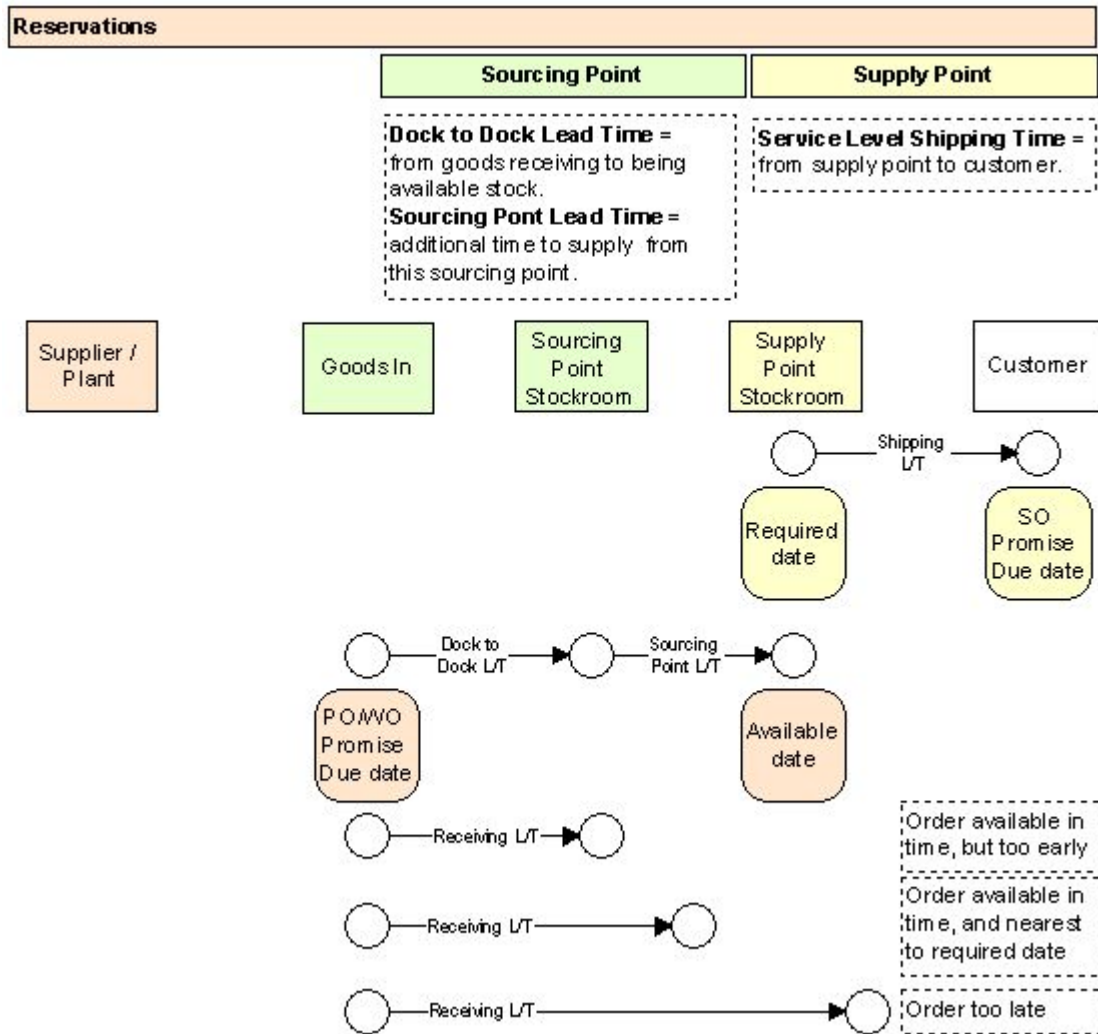 Reservations
Sourcing Point
Supply Point
Dock to Dock Lead Time =
from goods receiving to being
available stock.
Sourcing Pont Lead Time =
additional time to supply from
this sourcing point.
Service Level Shipping Time =
from supply point to customer.
Supplier /
Plant
Goods In
Sourcing
Point
Stockroom
Supply
Point
Stockroom
Customer
Shipping
L/T
Required
date
SO
Promise
Due date
Dock to
Dock L/T
Sourcing
Point L/T
PO/WO
Promise
Due date
Available
date
Receiving L/T
Order available in
time, but too early
Receiving L/T
Order available in
time, and nearest
to required date
Receiving L/T
Order too late